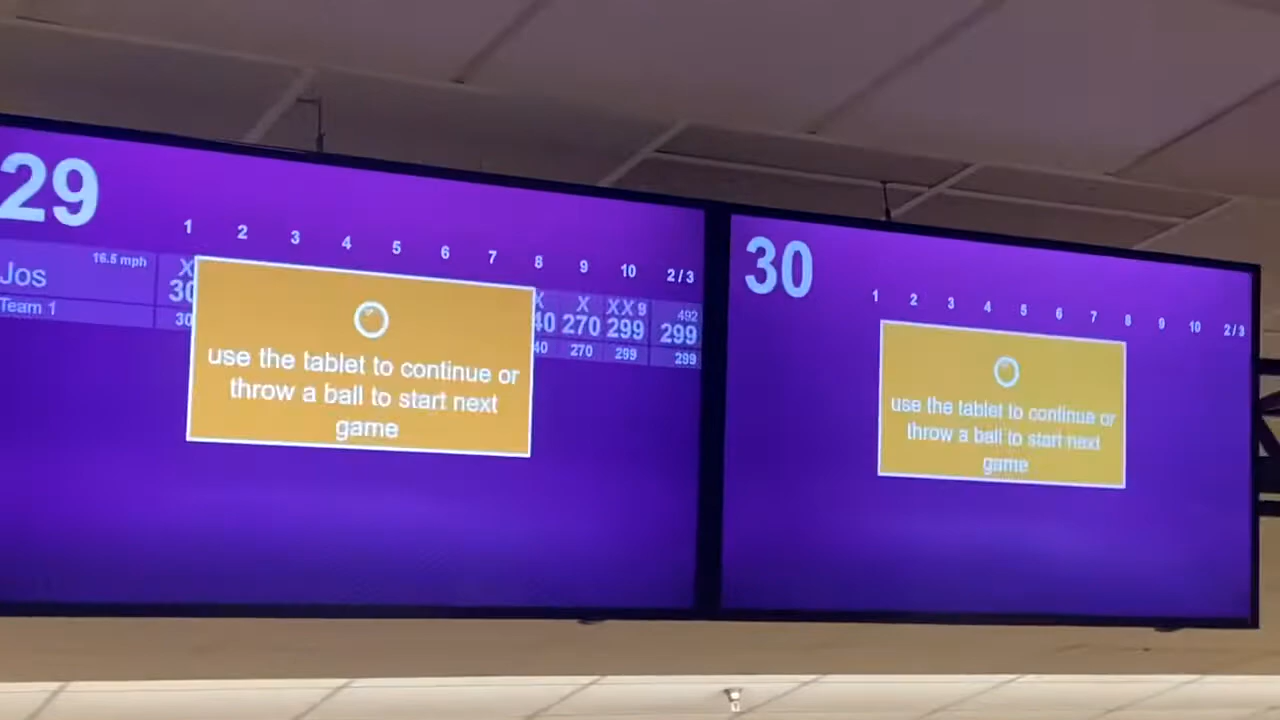 29
1 2 3 4 5 6 7 8 9 10 2/3
Jos 16.5 mph
X X X X X 9 492
30 40 270 299 299
Team 1
30 40 270 299 299
use the tablet to continue or
throw a ball to start next
game
30
1 2 3 4 5 6 7 8 9 10 2/3
use the tablet to continue or
throw a ball to start next
game